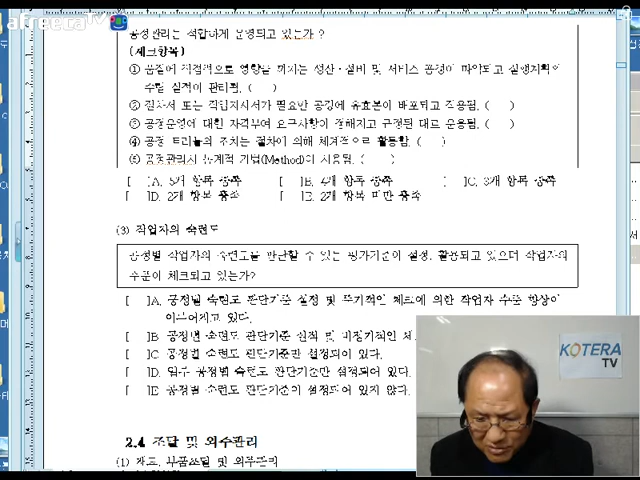 afreecaTV
공정관리는 적합하게 운영되고 있는가?
(체크항목)
① 품질에 직접적으로 영향을 끼치는 생산·설비 및 서비스 공정이 파악되고 실행계획의
수립 실적이 관리됨. ( )
② 절차서 또는 작업지시서가 필요한 공정에 유효본이 배포되고 적용됨. ( )
③ 공정운영에 대한 자격부여 요구사항이 정해지고 규정된 대로 운용됨. ( )
④ 공정 트러블의 조치는 절차에 의해 체계적으로 활동함. ( )
⑤ 공정관리시 통계적 기법(Method)이 사용됨. ( )
[ ]A. 5개 항목 충족 [ ]B. 4개 항목 충족 [ ]C. 3개 항목 충족
[ ]D. 2개 항목 충족 [ ]E. 2개 항목 미만 충족
(3) 작업자의 숙련도
공정별 작업자의 숙련도를 판단할 수 있는 평가기준이 설정, 활용되고 있으며 작업자의
수준이 체크되고 있는가?
[ ]A. 공정별 숙련도 판단기준 설정 및 주기적인 체크에 의한 작업자 수준 향상이
이루어지고 있다.
[ ]B 공정별 숙련도 판단기준 설정 및 비정기적인 체
[ ]C 공정별 숙련도 판단기준만 설정되어 있다.
[ ]D. 일부 공정별 숙련도 판단기준만 설정되어 있다.
[ ]E 공정별 숙련도 판단기준이 설정되어 있지 않다.
KOTERA
TV
2.4 조달 및 외주관리
(1) 재료, 부품조달 및 외주관리